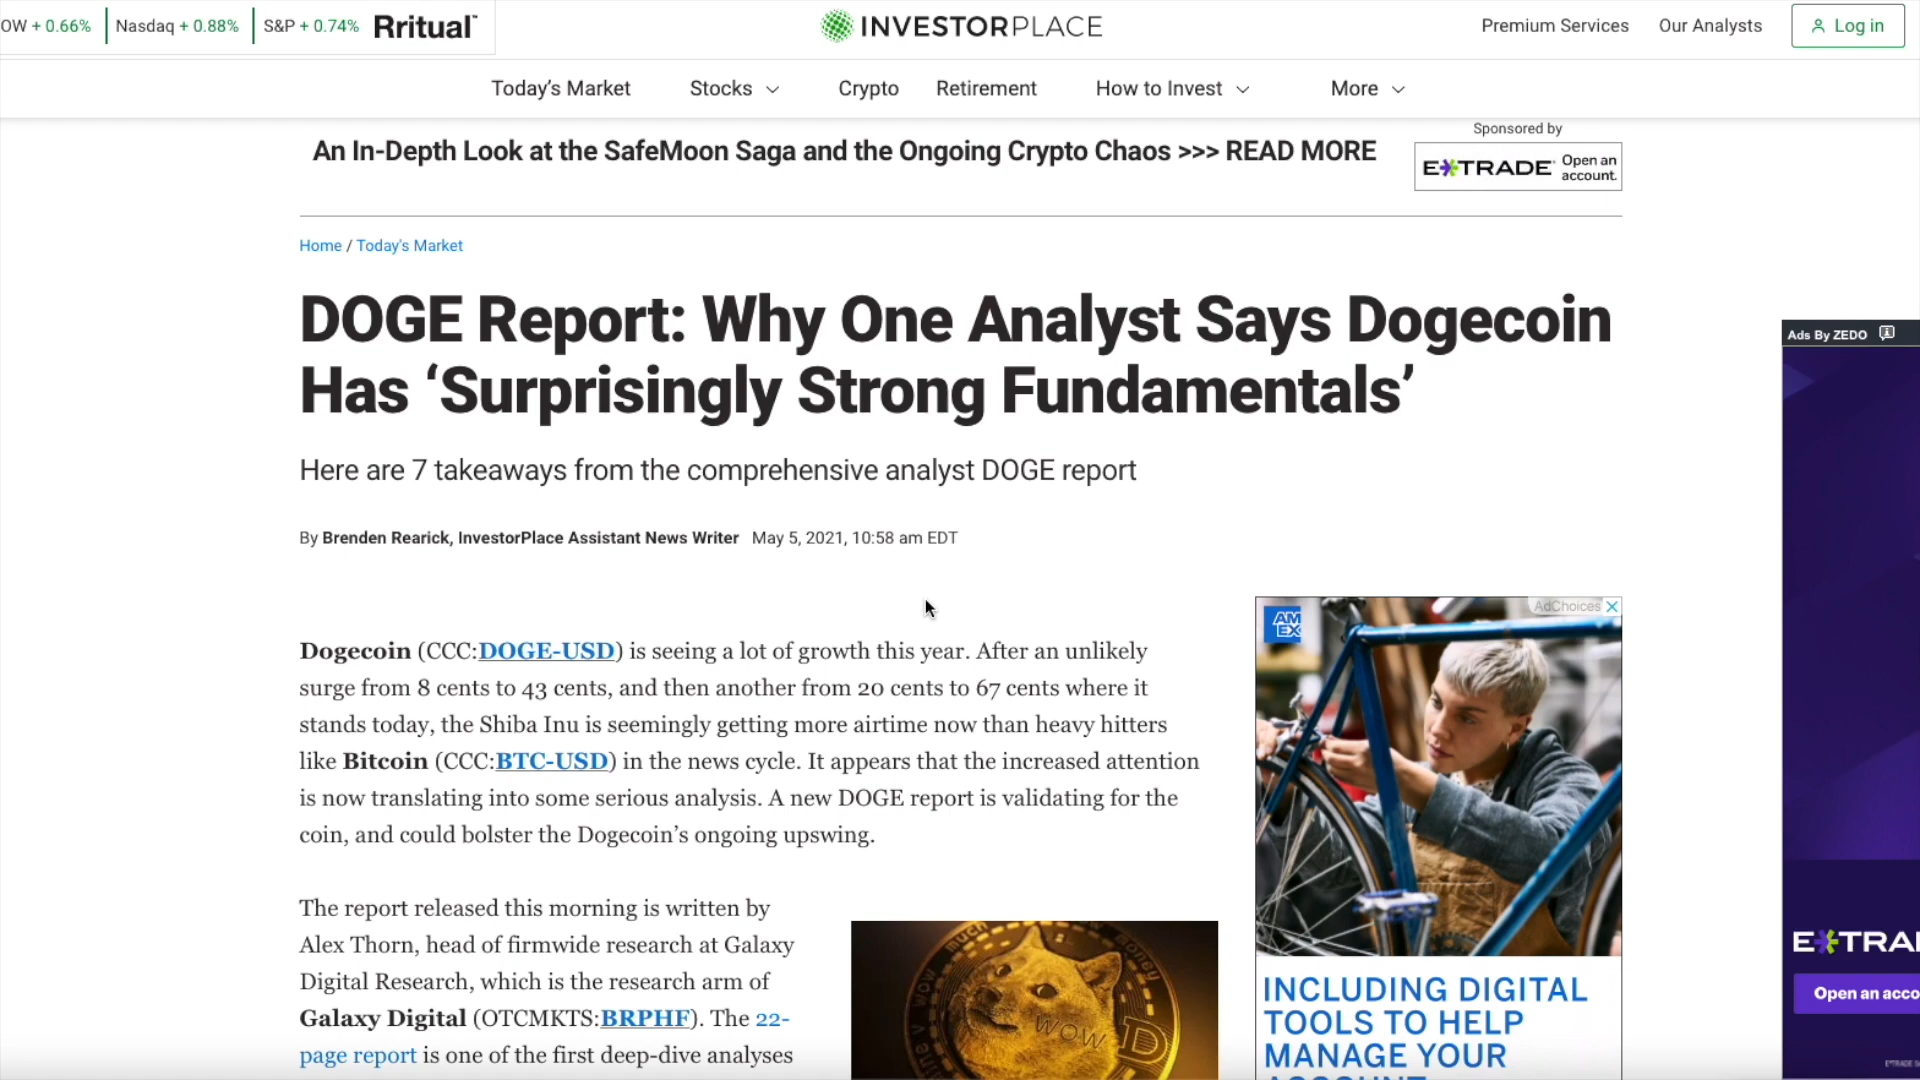 OW + 0.66% Nasdaq + 0.88% S&P + 0.74% Rritual™
INVESTORPLACE
Premium Services Our Analysts Log in
Today’s Market Stocks Crypto Retirement How to Invest More
An In-Depth Look at the SafeMoon Saga and the Ongoing Crypto Chaos >>> READ MORE
Sponsored by
E*TRADE Open an
account.
Home / Today's Market
DOGE Report: Why One Analyst Says Dogecoin
Has ‘Surprisingly Strong Fundamentals’
Here are 7 takeaways from the comprehensive analyst DOGE report
By Brenden Rearick, InvestorPlace Assistant News Writer May 5, 2021, 10:58 am EDT
Dogecoin (CCC:DOGE-USD) is seeing a lot of growth this year. After an unlikely
surge from 8 cents to 43 cents, and then another from 20 cents to 67 cents where it
stands today, the Shiba Inu is seemingly getting more airtime now than heavy hitters
like Bitcoin (CCC:BTC-USD) in the news cycle. It appears that the increased attention
is now translating into some serious analysis. A new DOGE report is validating for the
coin, and could bolster the Dogecoin’s ongoing upswing.
The report released this morning is written by
Alex Thorn, head of firmwide research at Galaxy
Digital Research, which is the research arm of
Galaxy Digital (OTCMKTS:BRPHF). The 22-
page report is one of the first deep-dive analyses
much money
wow
WOW
D
AdChoices
AM
EX
INCLUDING DIGITAL
TOOLS TO HELP
MANAGE YOUR
ACCOUNT
Ads By ZEDO
E*TRA
Open an acco